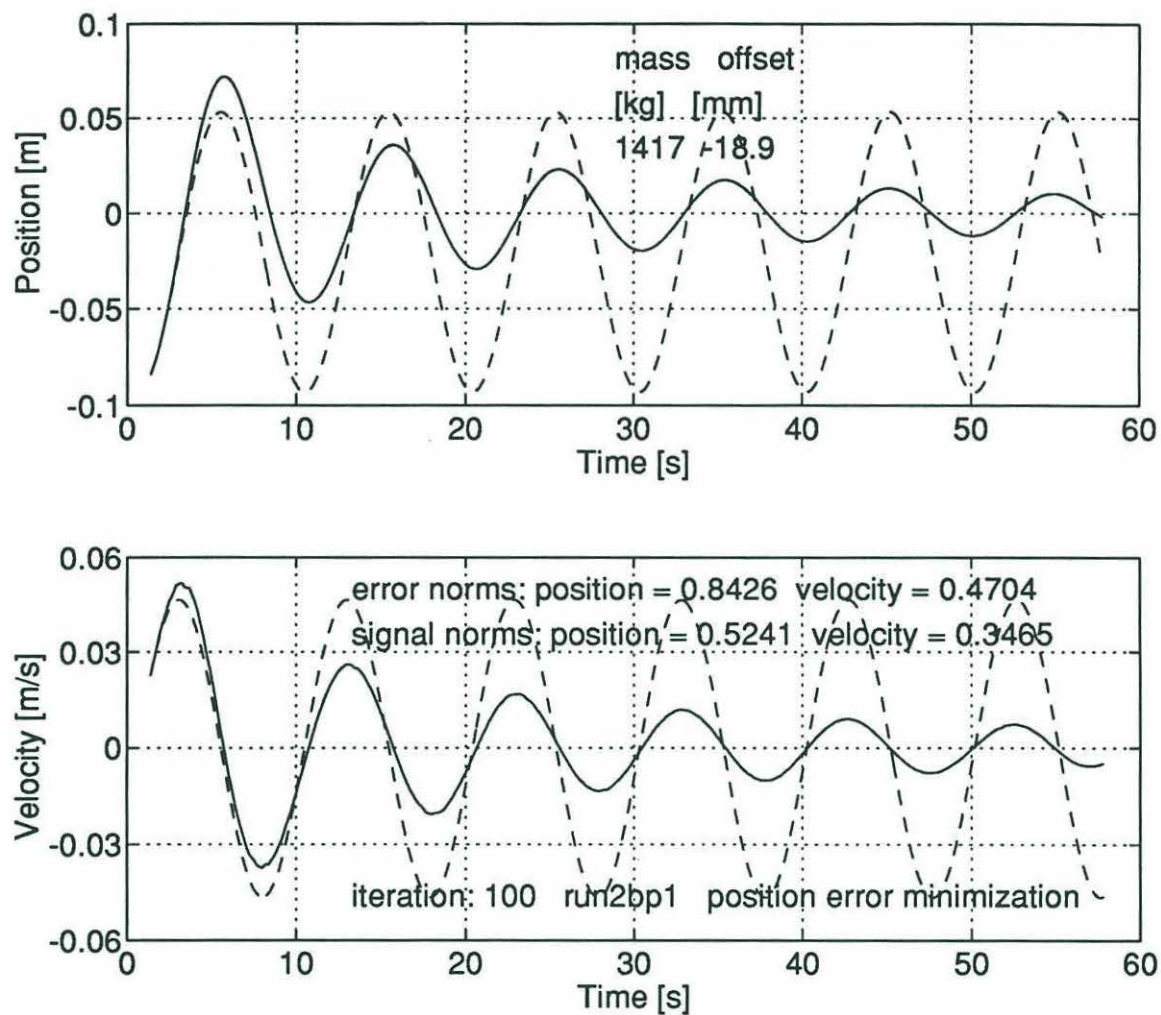 0.1
mass offset
[kg] [mm]
0.05
1417 -18.9
0
-0.05
-0.1
Position [m]
0 10 20 30 40 50 60
Time [s]
0.06
error norms: position = 0.8426 velocity = 0.4704
signal norms: position = 0.5241 velocity = 0.3465
0.03
0
-0.03
iteration: 100 run2bp1 position error minimization
-0.06
Velocity [m/s]
0 10 20 30 40 50 60
Time [s]